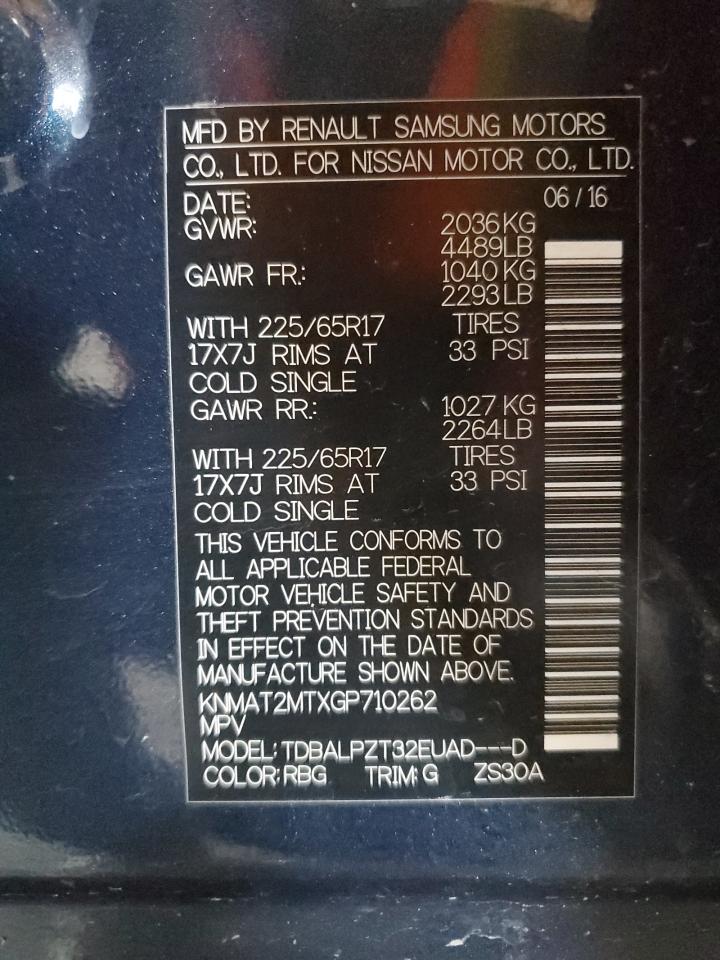 MFD BY RENAULT SAMSUNG MOTORS
CO., LTD. FOR NISSAN MOTOR CO., LTD.
DATE: 06 / 16
GVWR: 2036 KG
4489 LB
GAWR FR.: 1040 KG
2293 LB
WITH 225/65R17 TIRES
17X7J RIMS AT 33 PSI
COLD SINGLE
GAWR RR.: 1027 KG
2264 LB
WITH 225/65R17 TIRES
17X7J RIMS AT 33 PSI
COLD SINGLE
THIS VEHICLE CONFORMS TO
ALL APPLICABLE FEDERAL
MOTOR VEHICLE SAFETY AND
THEFT PREVENTION STANDARDS
IN EFFECT ON THE DATE OF
MANUFACTURE SHOWN ABOVE.
KNMAT2MTXGP710262
MPV
MODEL: TDBALPZT32EUAD---D
COLOR: RBG TRIM: G ZS30A